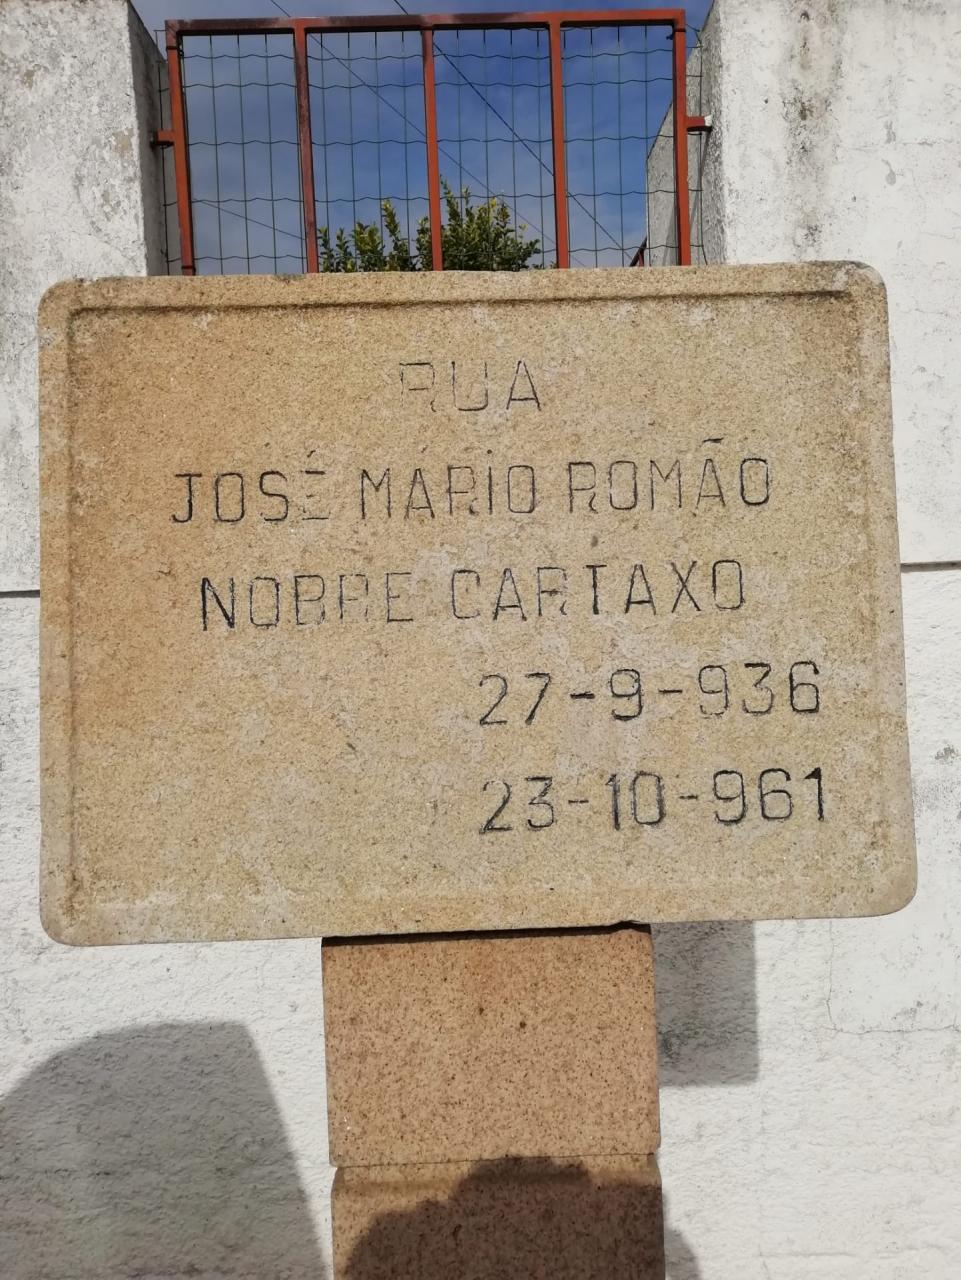 RUA
JOSÉ MÁRIO ROMÃO
NOBRE CARTAXO
27-9-936
23-10-961